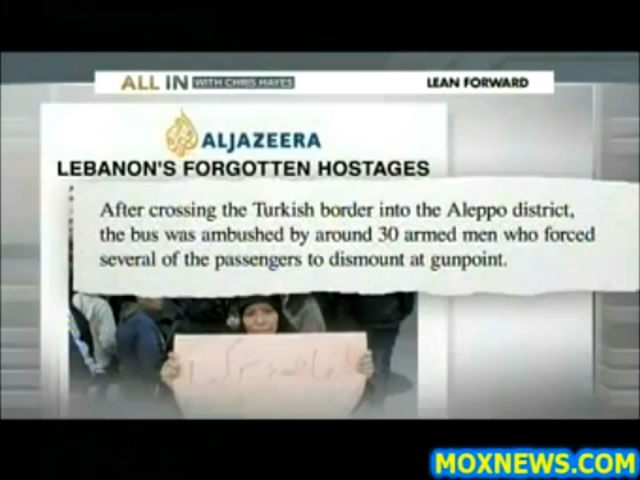 ALL IN WITH CHRIS HAYES
LEAN FORWARD
ALJAZEERA
LEBANON'S FORGOTTEN HOSTAGES
After crossing the Turkish border into the Aleppo district,
the bus was ambushed by around 30 armed men who forced
several of the passengers to dismount at gunpoint.
MOXNEWS.COM